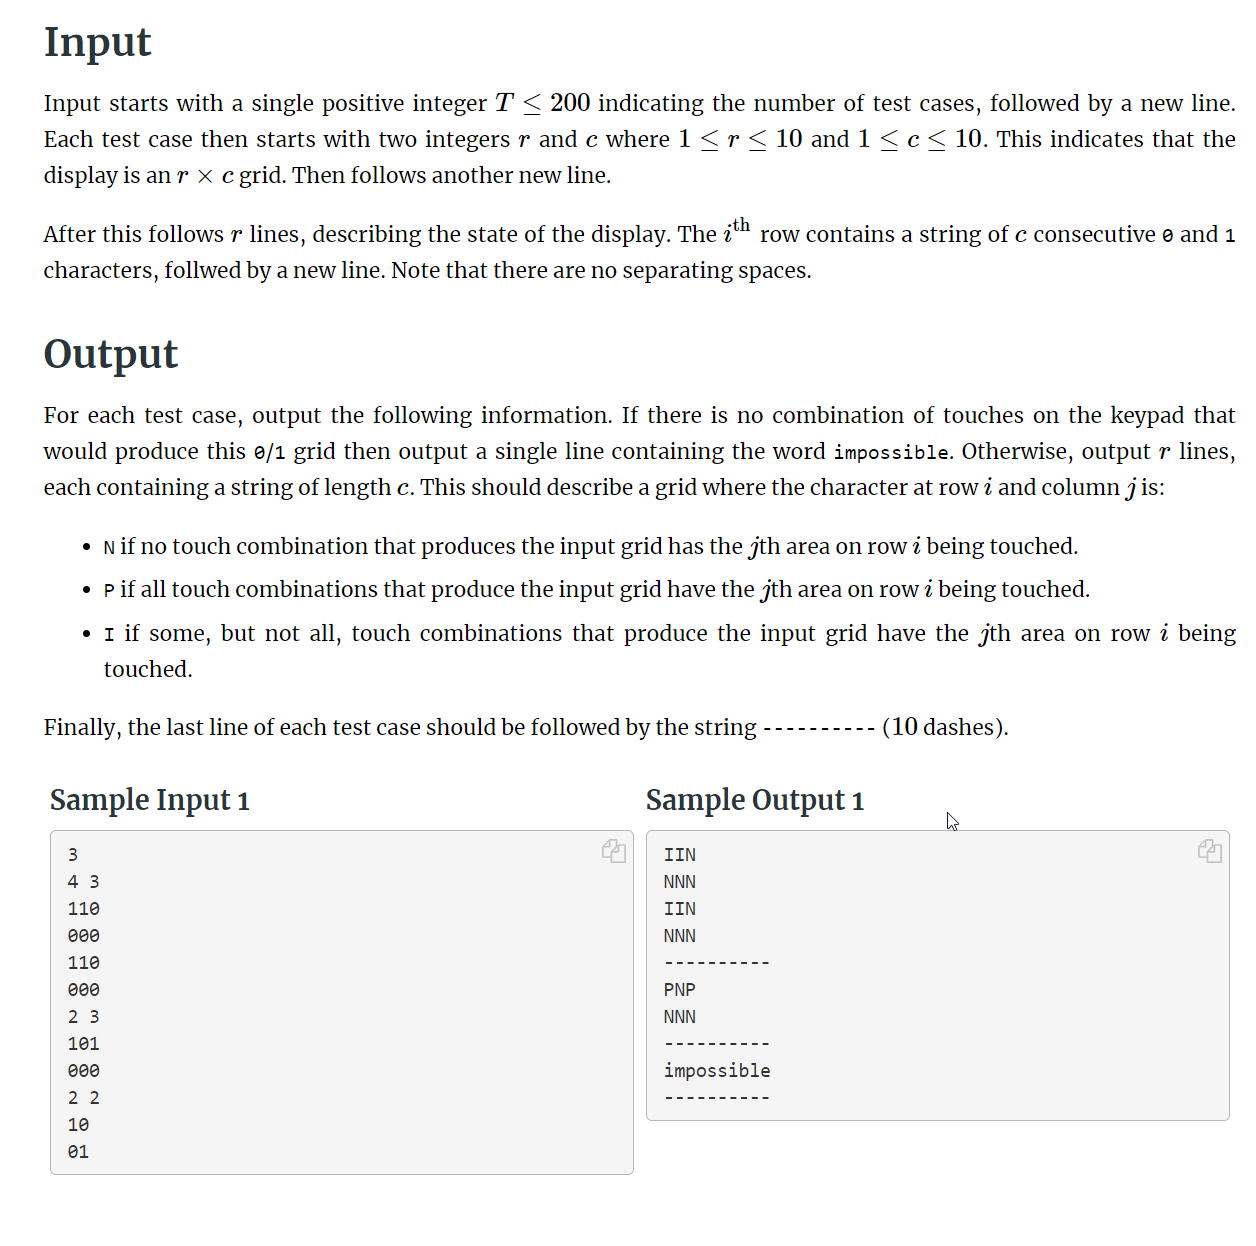 Input
Input starts with a single positive integer T ≤ 200 indicating the number of test cases, followed by a new line.
Each test case then starts with two integers r and c where 1 ≤ r ≤ 10 and 1 ≤ c ≤ 10. This indicates that the
display is an r × c grid. Then follows another new line.
After this follows r lines, describing the state of the display. The i^th row contains a string of c consecutive 0 and 1
characters, follwed by a new line. Note that there are no separating spaces.
Output
For each test case, output the following information. If there is no combination of touches on the keypad that
would produce this 0/1 grid then output a single line containing the word impossible. Otherwise, output r lines,
each containing a string of length c. This should describe a grid where the character at row i and column j is:
• N if no touch combination that produces the input grid has the jth area on row i being touched.
• P if all touch combinations that produce the input grid have the jth area on row i being touched.
• I if some, but not all, touch combinations that produce the input grid have the jth area on row i being
touched.
Finally, the last line of each test case should be followed by the string ---------- (10 dashes).
Sample Input 1
3
4 3
110
000
110
000
2 3
101
000
2 2
10
01
Sample Output 1
IIN
NNN
IIN
NNN
----------
PNP
NNN
----------
impossible
----------